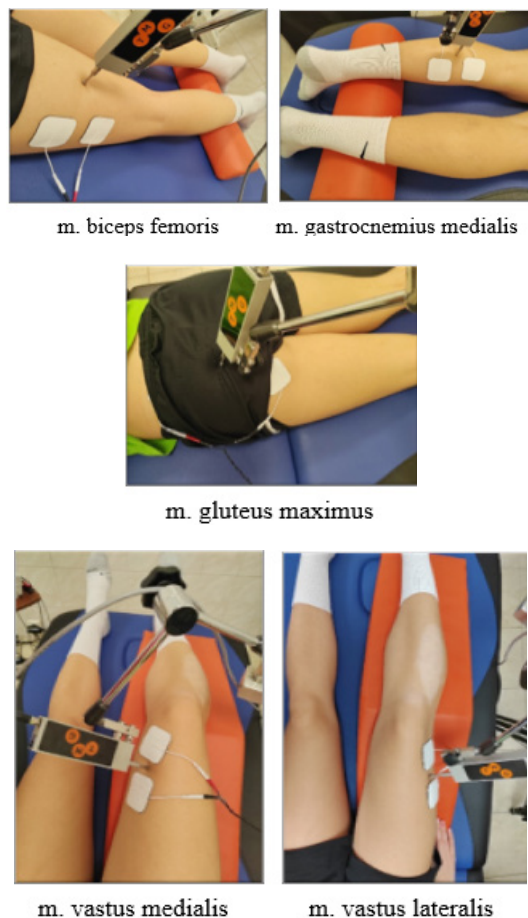 m. biceps femoris
m. gastrocnemius medialis
m. gluteus maximus
m. vastus medialis
m. vastus lateralis